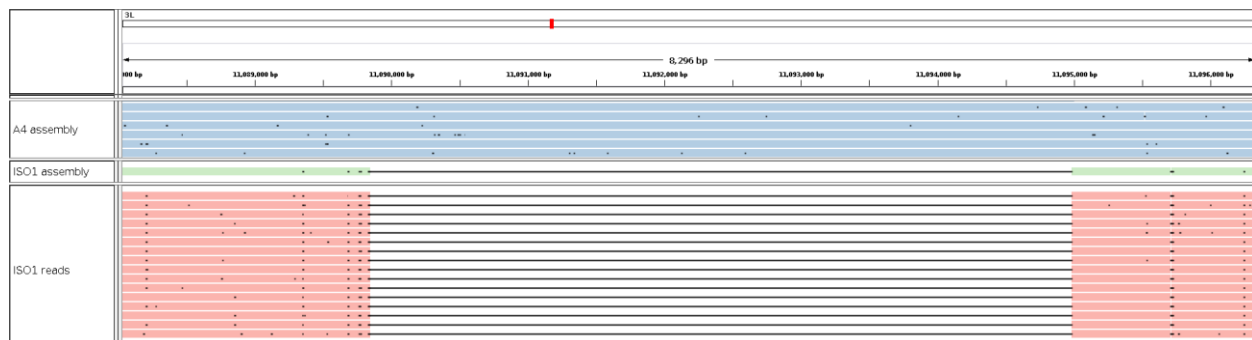 3L
8,296 bp
000 bp 11,089,000 bp 11,090,000 bp 11,091,000 bp 11,092,000 bp 11,093,000 bp 11,094,000 bp 11,095,000 bp 11,096,000 bp
A4 assembly
ISO1 assembly
ISO1 reads